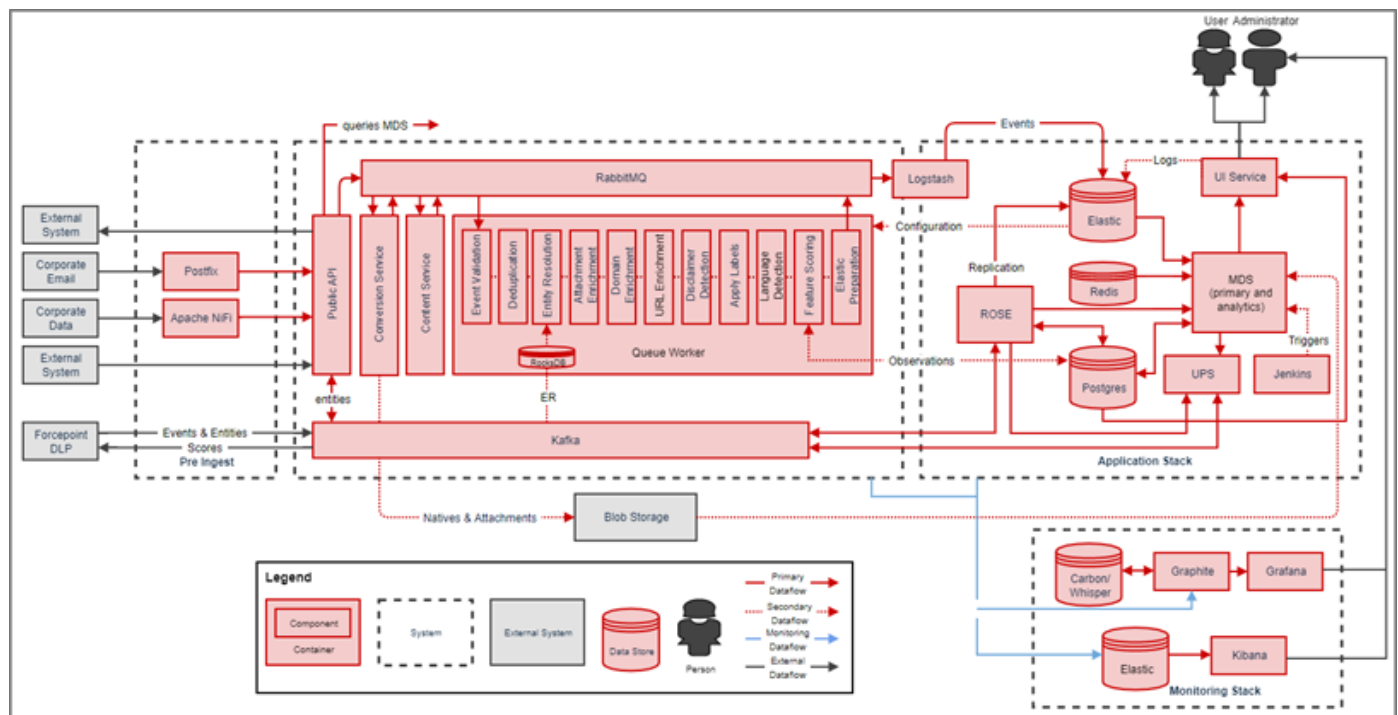 User Administrator
queries MDS
Events
RabbitMQ
Logstash
Logs
UI Service
External
System
Corporate
Email
Corporate
Data
External
System
Forcepoint
DLP
Postfix
Apache NiFi
Public API
Conversion Service
Content Service
Event Validation
Deduplication
Entity Resolution
Attachment
Enrichment
Domain
Enrichment
URL Enrichment
Disclaimer
Detection
Apply Labels
Language
Detection
Feature Scoring
Elastic
Preparation
RocksDB
Queue Worker
Configuration
Elastic
Replication
Redis
MDS
(primary and
analytics)
ROSE
Triggers
Observations
Postgres
UPS
Jenkins
entities
ER
Events & Entities
Scores
Pre Ingest
Kafka
Application Stack
Natives & Attachments
Blob Storage
Carbon/
Whisper
Graphite
Grafana
Elastic
Kibana
Monitoring Stack
Legend
Component
Container
System
External System
Data Store
Person
Primary
Dataflow
Secondary
Dataflow
Monitoring
Dataflow
External
Dataflow